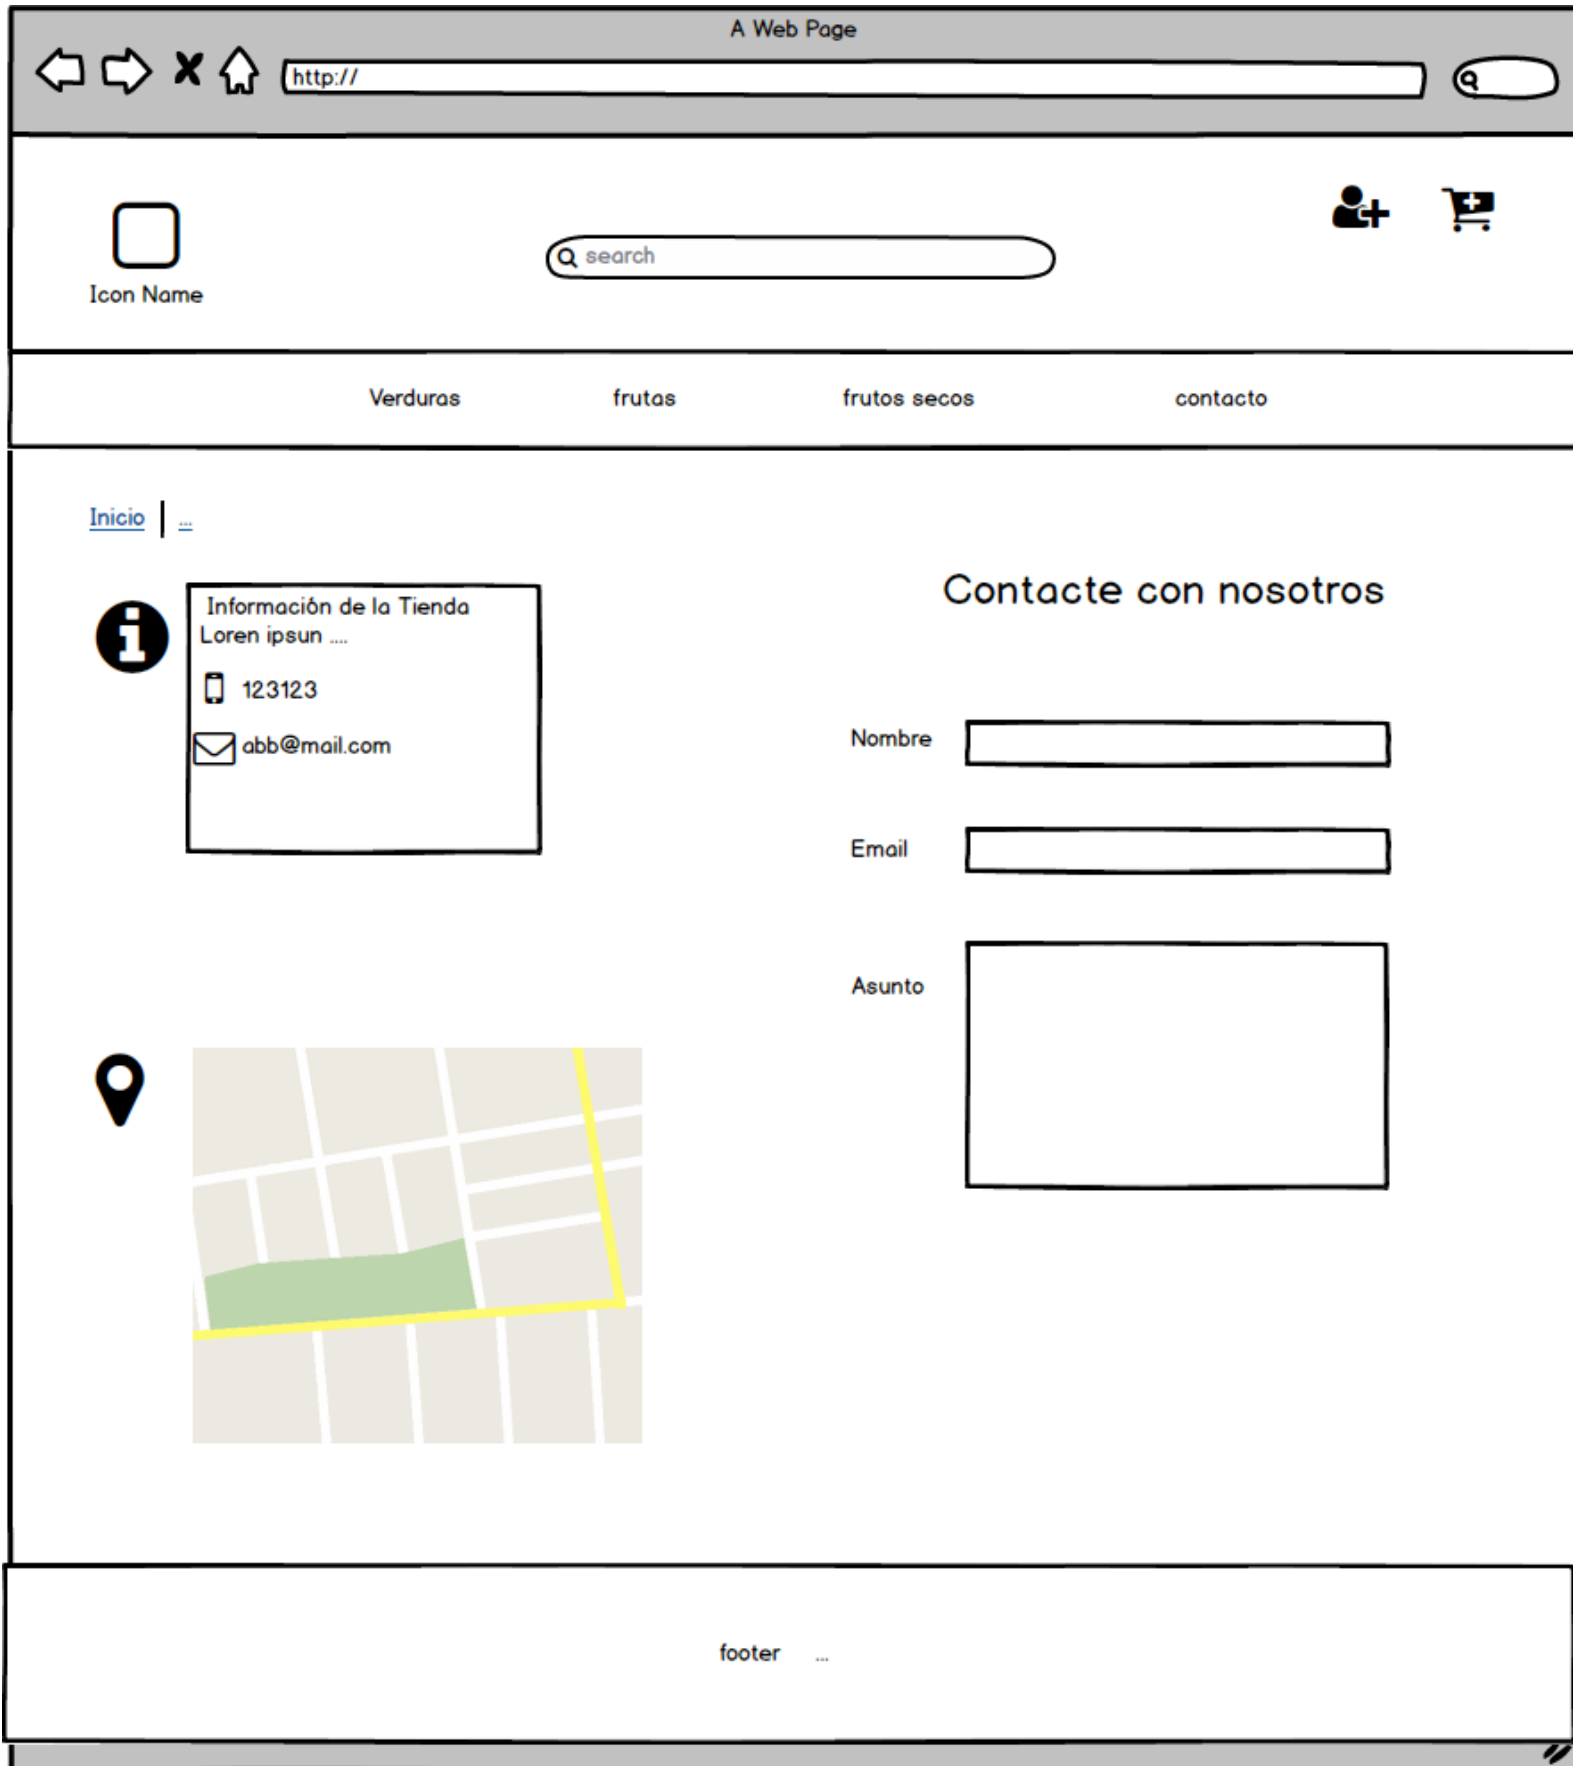 A Web Page
http://
search
Icon Name
Verduras frutas frutos secos contacto
Inicio ...
Información de la Tienda
Loren ipsun ....
123123
abb@mail.com
Contacte con nosotros
Nombre
Email
Asunto
footer ...